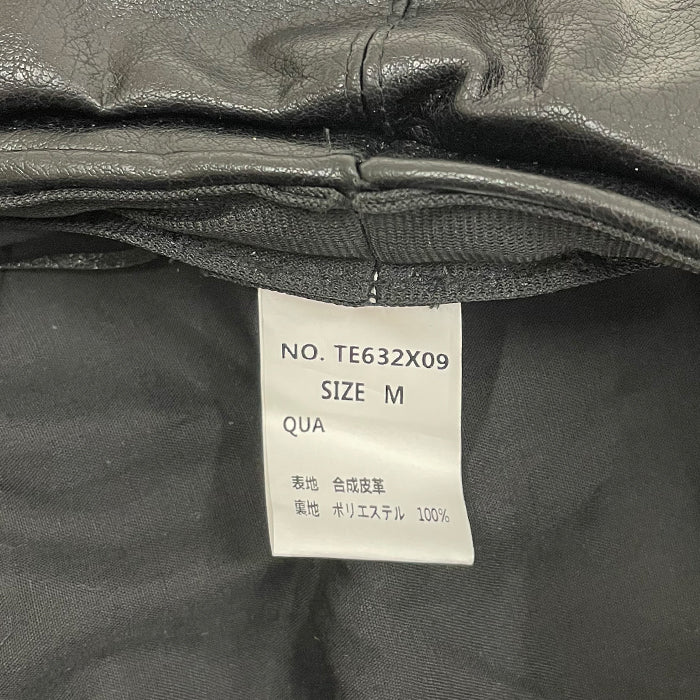 NO. TE632X09
SIZE M
QUA
表地 合成皮革
裏地 ポリエステル 100%